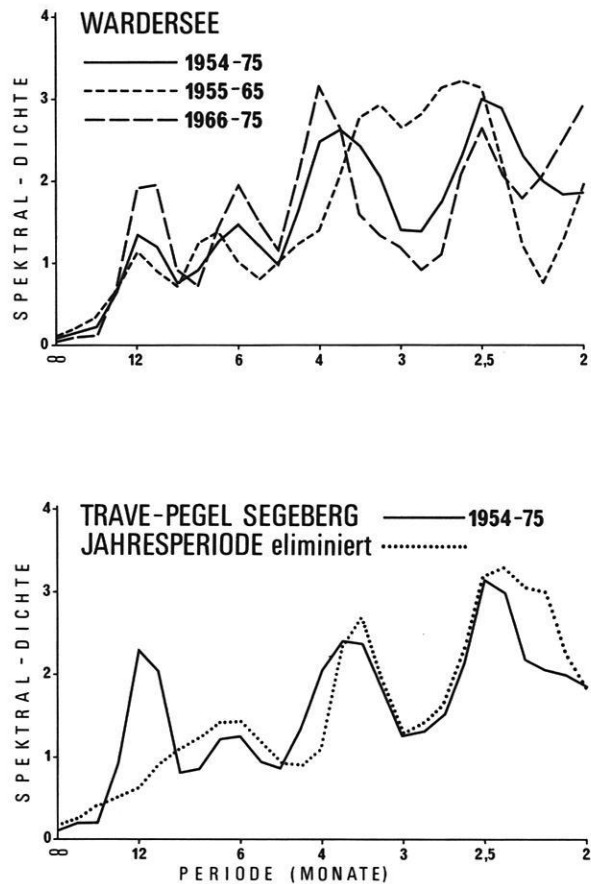 WARDERSEE
1954-75
1955-65
1966-75
SPEKTRAL-DICHTE
4
3
2
1
0
∞ 12 6 4 3 2,5 2
TRAVE-PEGEL SEGEBERG 1954-75
JAHRESPERIODE eliminiert
SPEKTRAL-DICHTE
4
3
2
1
0
∞ 12 6 4 3 2,5 2
PERIODE (MONATE)